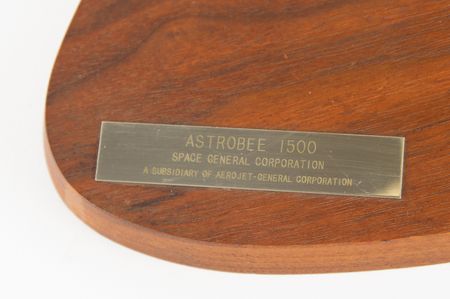 ASTROBEE 1500
SPACE GENERAL CORPORATION
A SUBSIDIARY OF AEROJET-GENERAL CORPORATION